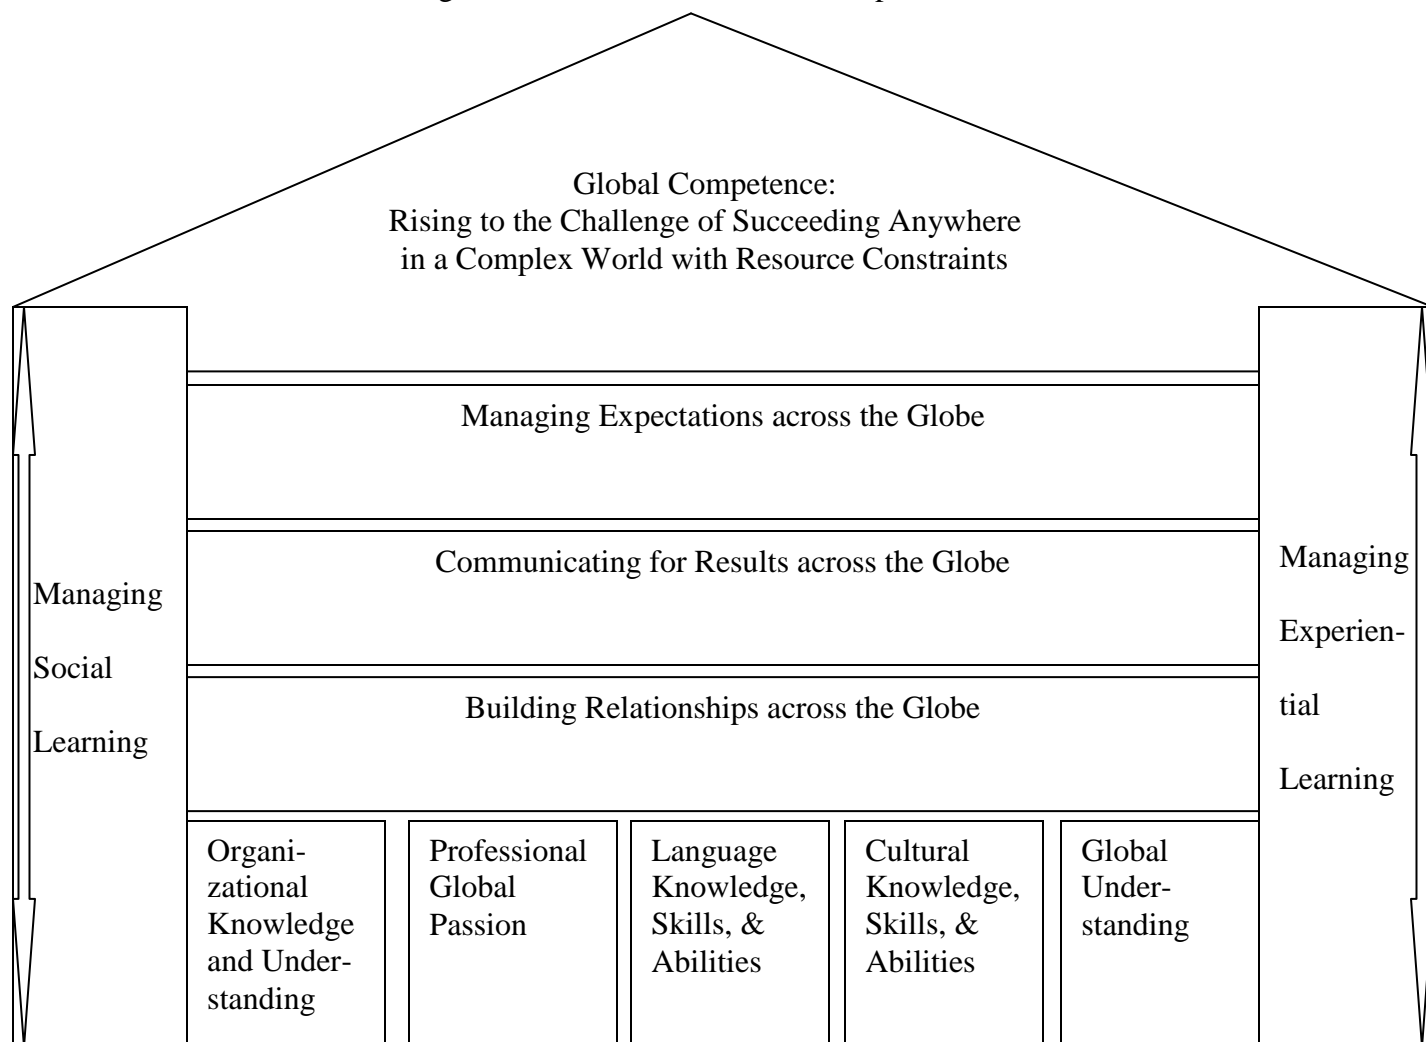 Global Competence:
Rising to the Challenge of Succeeding Anywhere
in a Complex World with Resource Constraints
Managing Expectations across the Globe
Communicating for Results across the Globe
Building Relationships across the Globe
Managing
Social
Learning
Managing
Experien-
tial
Learning
Organi-
zational
Knowledge
and Under-
standing
Professional
Global
Passion
Language
Knowledge,
Skills, &
Abilities
Cultural
Knowledge,
Skills, &
Abilities
Global
Under-
standing